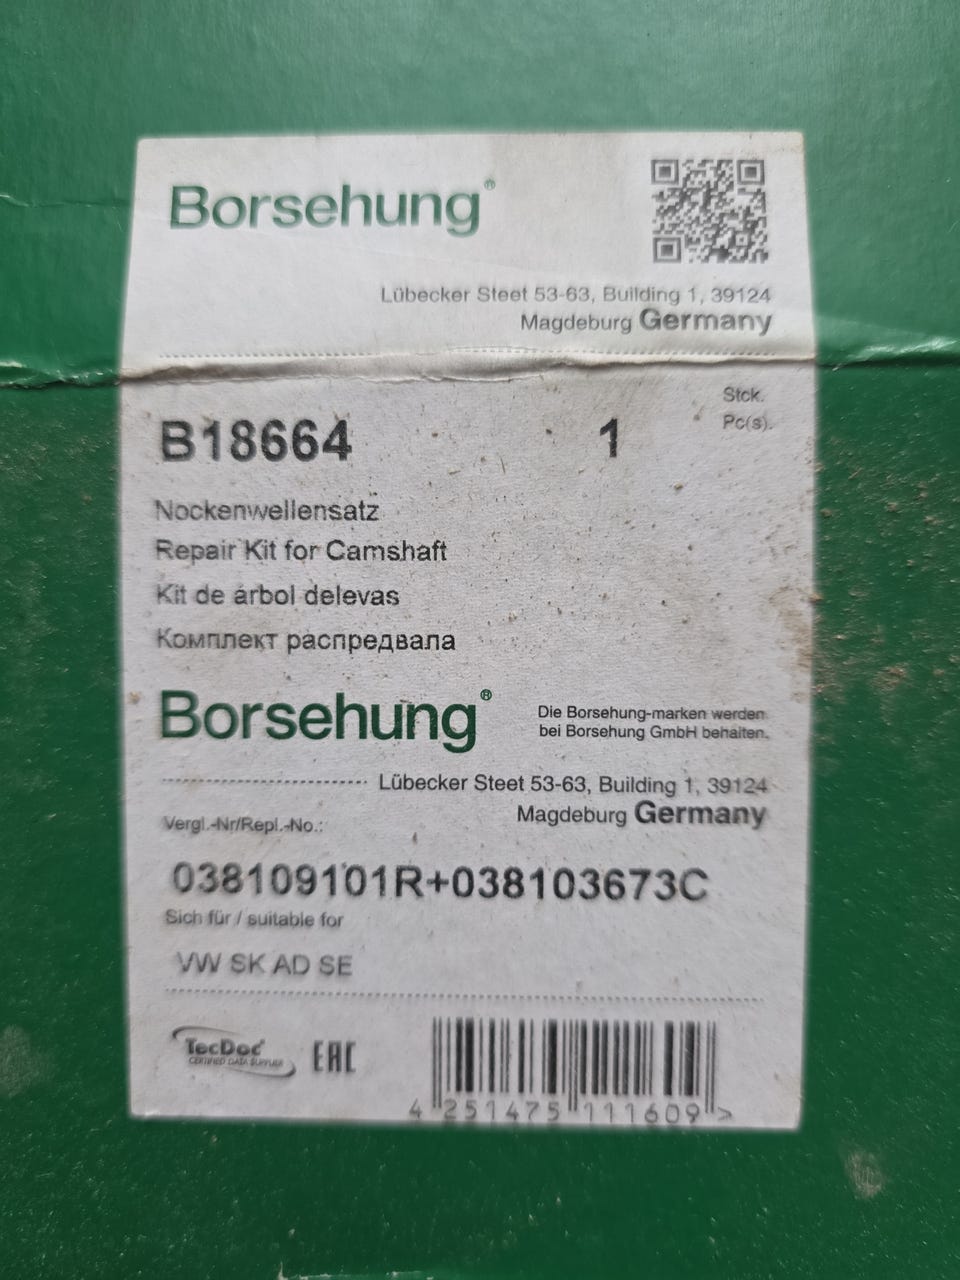 Borsehung®
Lübecker Steet 53-63, Building 1, 39124
Magdeburg Germany
Stck.
B18664 1 Pc(s).
Nockenwellensatz
Repair Kit for Camshaft
Kit de árbol delevas
Комплект распредвала
Borsehung®
Die Borsehung-marken werden
bei Borsehung GmbH behalten.
Lübecker Steet 53-63, Building 1, 39124
Magdeburg Germany
Vergl.-Nr/Repl.-No.:
038109101R+038103673C
Sich für / suitable for
VW SK AD SE
TecDoc
CERTIFIED DATA SUPPLIER
EAC
4 251475 111609 >